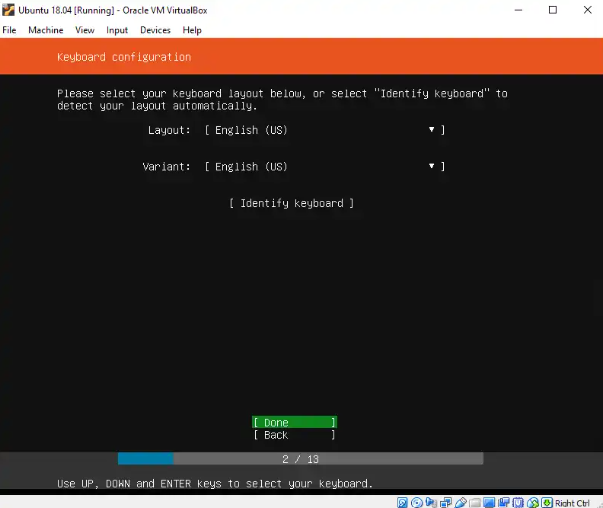 Ubuntu 18.04 [Running] - Oracle VM VirtualBox
File Machine View Input Devices Help
Keyboard configuration
Please select your keyboard layout below, or select "Identify keyboard" to
detect your layout automatically.
Layout: [ English (US) ▼ ]
Variant: [ English (US) ▼ ]
[ Identify keyboard ]
[ Done ]
[ Back ]
2 / 13
Use UP, DOWN and ENTER keys to select your keyboard.
Right Ctrl